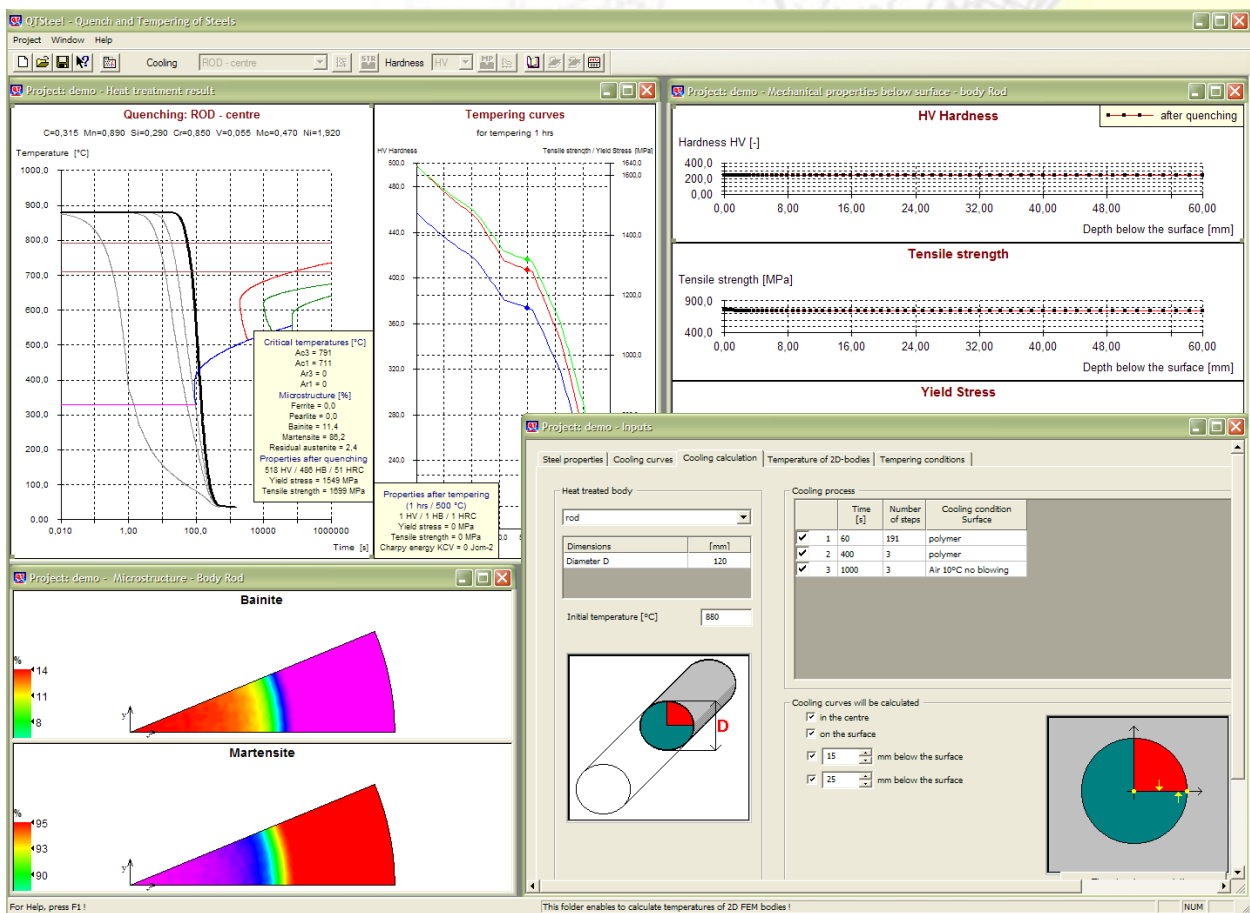 QTSteel - Quench and Tempering of Steels
Project Window Help
Cooling ROD - centre STR Hardness HV MP
Project: demo - Heat treatment result
Quenching: ROD - centre
C=0,315 Mn=0,890 Si=0,290 Cr=0,850 V=0,055 Mo=0,470 Ni=1,920
Temperature [°C]
1000,0
900,0
800,0
700,0
600,0
500,0
400,0
300,0
200,0
100,0
0,00
0,010 1,00 100,0 10000 1000000
Time [s]
Critical temperatures [°C]
Ac3 = 791
Ac1 = 711
Ar3 = 0
Ar1 = 0
Microstructure [%]
Ferrite = 0,0
Pearlite = 0,0
Bainite = 11,4
Martensite = 86,2
Residual austenite = 2,4
Properties after quenching
518 HV / 486 HB / 51 HRC
Yield stress = 1549 MPa
Tensile strength = 1699 MPa
Tempering curves
for tempering 1 hrs
HV Hardness Tensile strength / Yield Stress [MPa]
500,0
480,0
440,0
400,0
360,0
320,0
280,0
240,0
1640,0
1600,0
1400,0
1200,0
1000,0
Properties after tempering
(1 hrs / 500 °C)
1 HV / 1 HB / 1 HRC
Yield stress = 0 MPa
Tensile strength = 0 MPa
Charpy energy KCV = 0 Jom-2
Project: demo - Mechanical properties below surface - body Rod
HV Hardness
after quenching
Hardness HV [-]
400,0
200,0
0,00
0,00 8,00 16,00 24,00 32,00 40,00 48,00 60,00
Depth below the surface [mm]
Tensile strength
Tensile strength [MPa]
900,0
400,0
0,00 8,00 16,00 24,00 32,00 40,00 48,00 60,00
Depth below the surface [mm]
Yield Stress
Project: demo - Microstructure - Body Rod
Bainite
%
14
11
8
y
Martensite
%
95
93
90
y
Project: demo - Inputs
Steel properties Cooling curves Cooling calculation Temperature of 2D-bodies Tempering conditions
Heat treated body
rod
Dimensions [mm]
Diameter D 120
Initial temperature [°C] 880
D
Cooling process
Time [s] Number of steps Cooling condition Surface
1 60 191 polymer
2 400 3 polymer
3 1000 3 Air 10ºC no blowing
Cooling curves will be calculated
in the centre
on the surface
15 mm below the surface
25 mm below the surface
For Help, press F1 !
This folder enables to calculate temperatures of 2D FEM bodies !
NUM